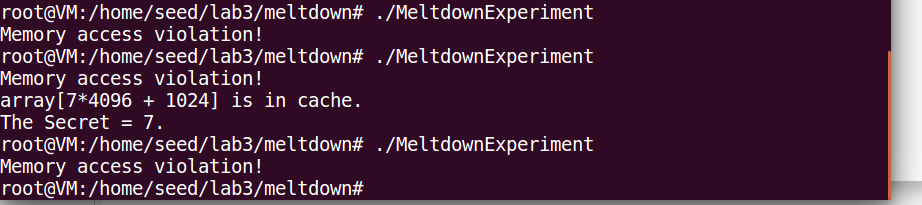 root@VM:/home/seed/lab3/meltdown# ./MeltdownExperiment
Memory access violation!
root@VM:/home/seed/lab3/meltdown# ./MeltdownExperiment
Memory access violation!
array[7*4096 + 1024] is in cache.
The Secret = 7.
root@VM:/home/seed/lab3/meltdown# ./MeltdownExperiment
Memory access violation!
root@VM:/home/seed/lab3/meltdown#